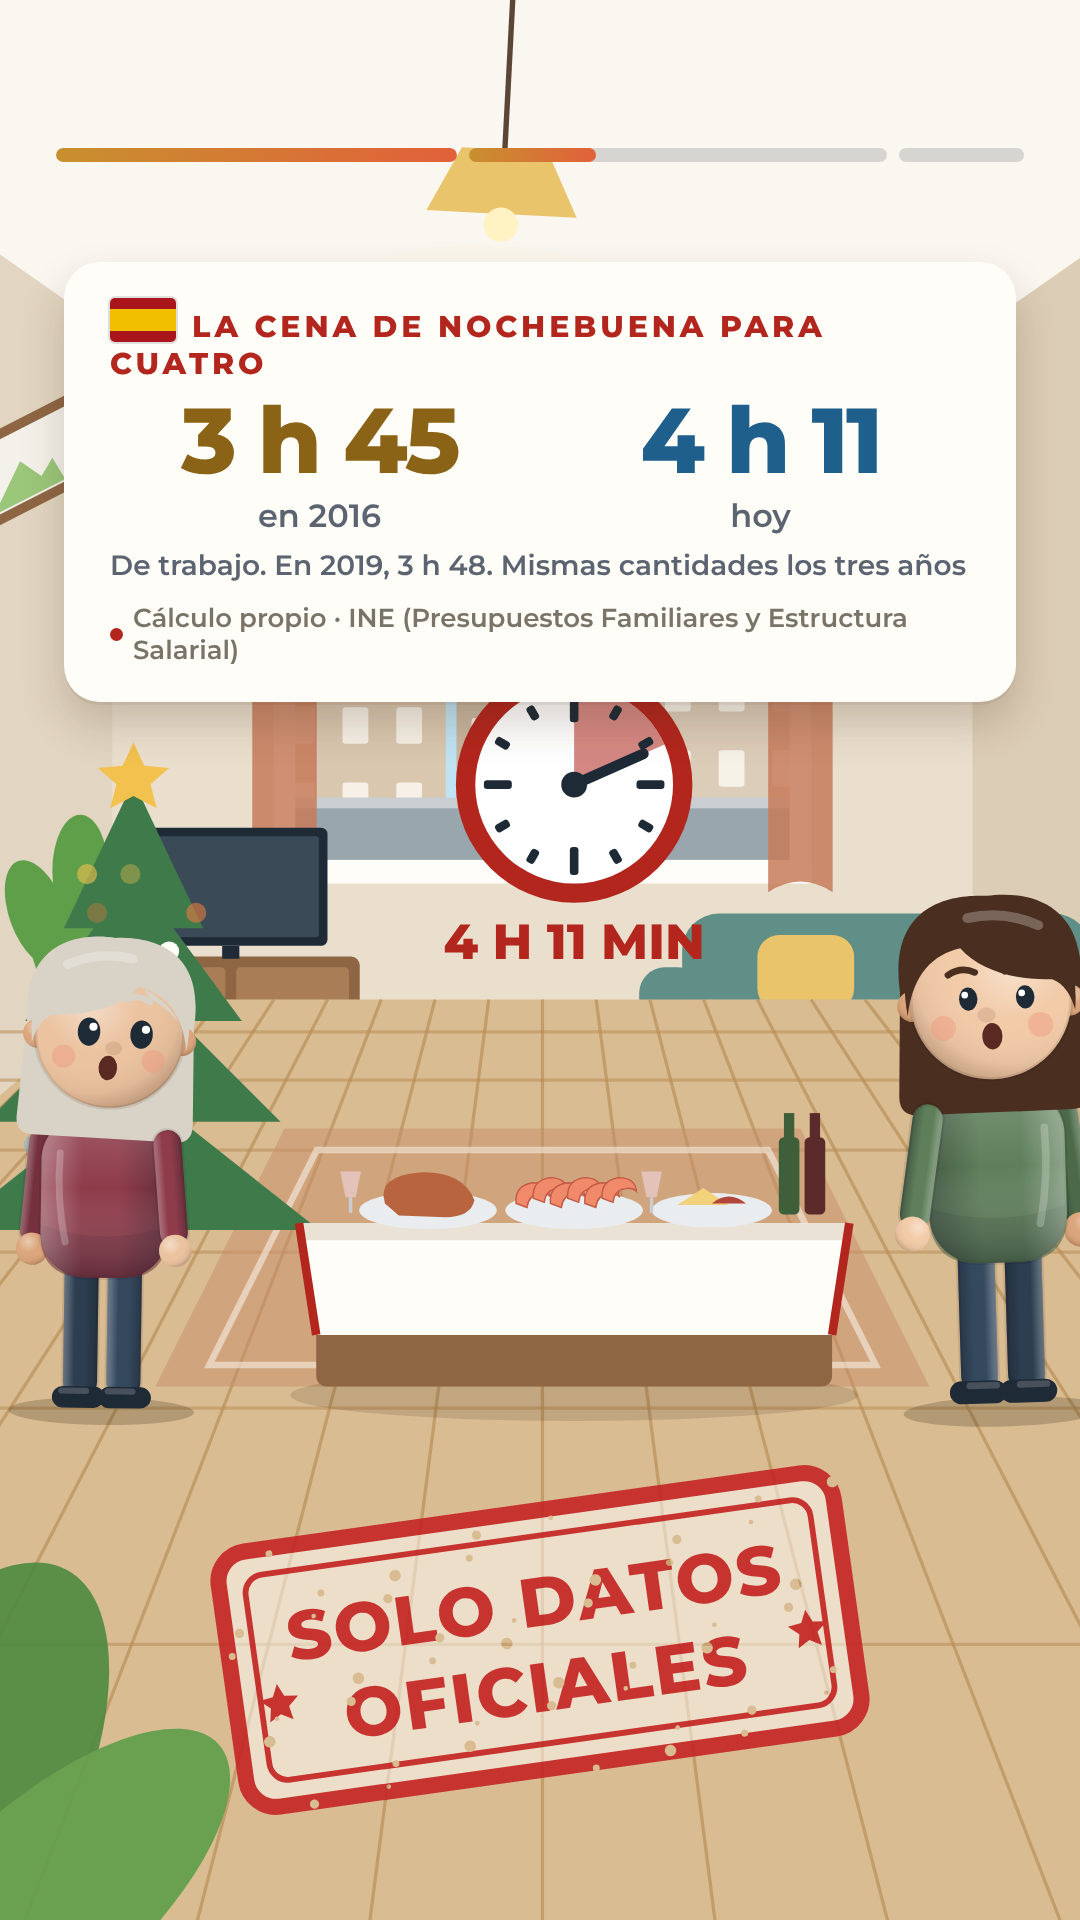 LA CENA DE NOCHEBUENA PARA
CUATRO
3 h 45
4 h 11
en 2016
hoy
De trabajo. En 2019, 3 h 48. Mismas cantidades los tres años
Cálculo propio · INE (Presupuestos Familiares y Estructura
Salarial)
4 H 11 MIN
SOLO DATOS
OFICIALES